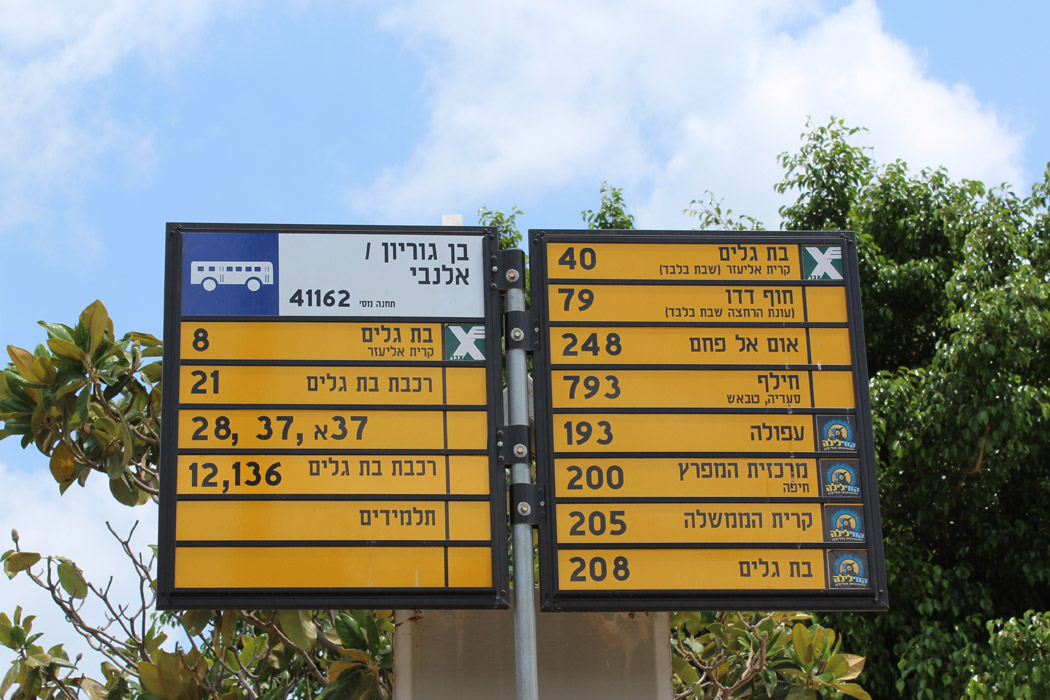 בן גוריון /
אלנבי
תחנה מס׳ 41162
8 בת גלים
קרית אליעזר
21 רכבת בת גלים
28, 37, 37א
12,136 רכבת בת גלים
תלמידים
40 בת גלים
קרית אליעזר (שבת בלבד)
79 חוף דדו
(עונת הרחצה שבת בלבד)
248 אום אל פחם
793 חילף
סעדיה, טבאש
193 עפולה
200 מרכזית המפרץ
חיפה
205 קרית הממשלה
208 בת גלים